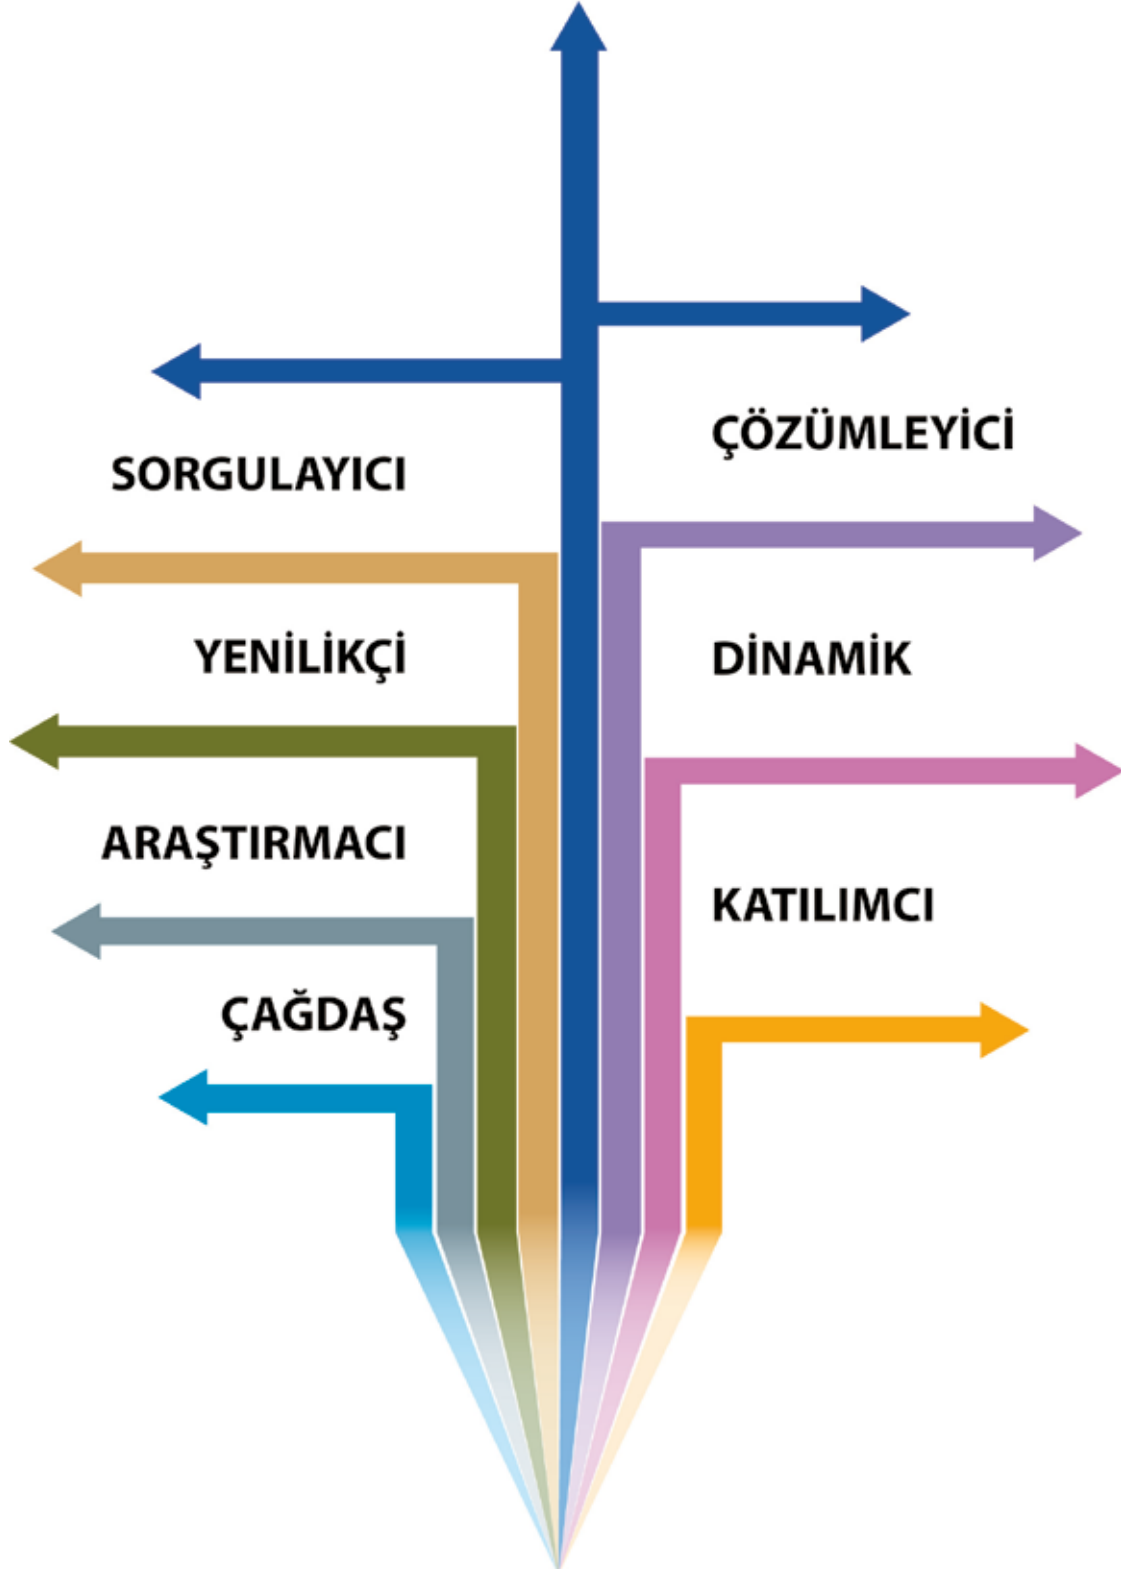 ÇÖZÜMLEYİCİ
SORGULAYICI
YENİLİKÇİ
DİNAMİK
ARAŞTIRMACI
KATILIMCI
ÇAĞDAŞ